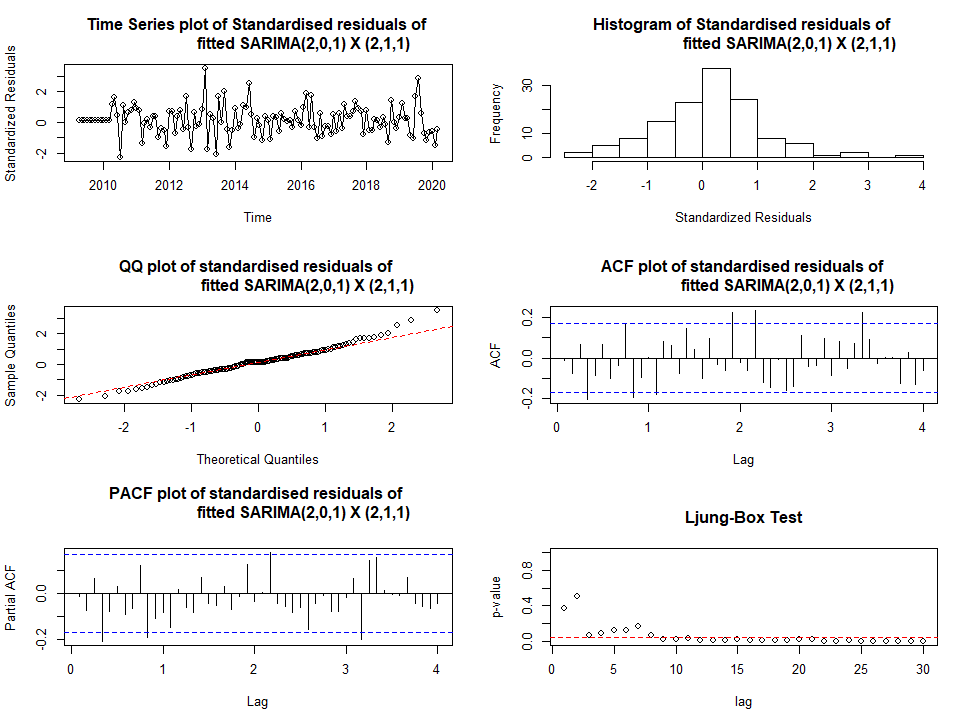 Time Series plot of Standardised residuals of
fitted SARIMA(2,0,1) X (2,1,1)
Standardized Residuals
-2 0 2
2010 2012 2014 2016 2018 2020
Time
Histogram of Standardised residuals of
fitted SARIMA(2,0,1) X (2,1,1)
Frequency
0 10 30
-2 -1 0 1 2 3 4
Standardized Residuals
QQ plot of standardised residuals of
fitted SARIMA(2,0,1) X (2,1,1)
Sample Quantiles
-2 0 2
-2 -1 0 1 2
Theoretical Quantiles
ACF plot of standardised residuals of
fitted SARIMA(2,0,1) X (2,1,1)
ACF
-0.2 0.0 0.2
0 1 2 3 4
Lag
PACF plot of standardised residuals of
fitted SARIMA(2,0,1) X (2,1,1)
Partial ACF
-0.2 0.0
0 1 2 3 4
Lag
Ljung-Box Test
p-value
0.0 0.4 0.8
0 5 10 15 20 25 30
lag